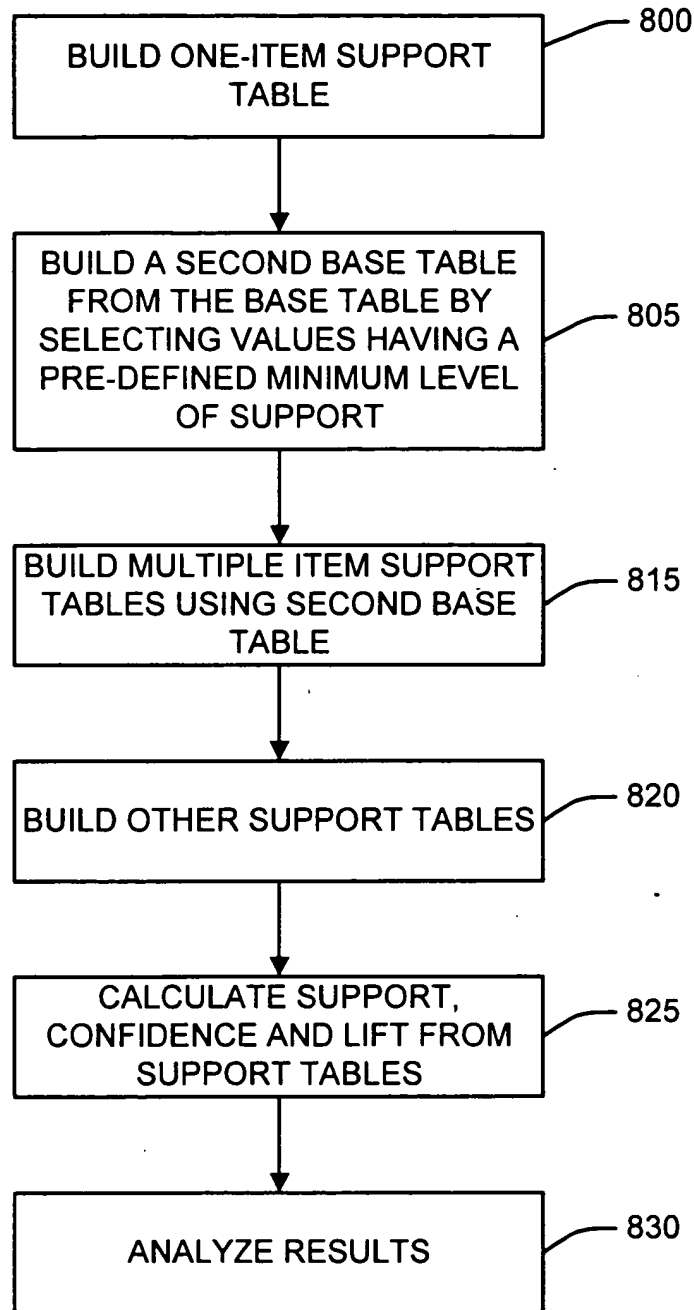 800
BUILD ONE-ITEM SUPPORT
TABLE
BUILD A SECOND BASE TABLE
FROM THE BASE TABLE BY
SELECTING VALUES HAVING A
PRE-DEFINED MINIMUM LEVEL
OF SUPPORT
805
BUILD MULTIPLE ITEM SUPPORT
TABLES USING SECOND BASE
TABLE
815
BUILD OTHER SUPPORT TABLES
820
CALCULATE SUPPORT,
CONFIDENCE AND LIFT FROM
SUPPORT TABLES
825
ANALYZE RESULTS
830